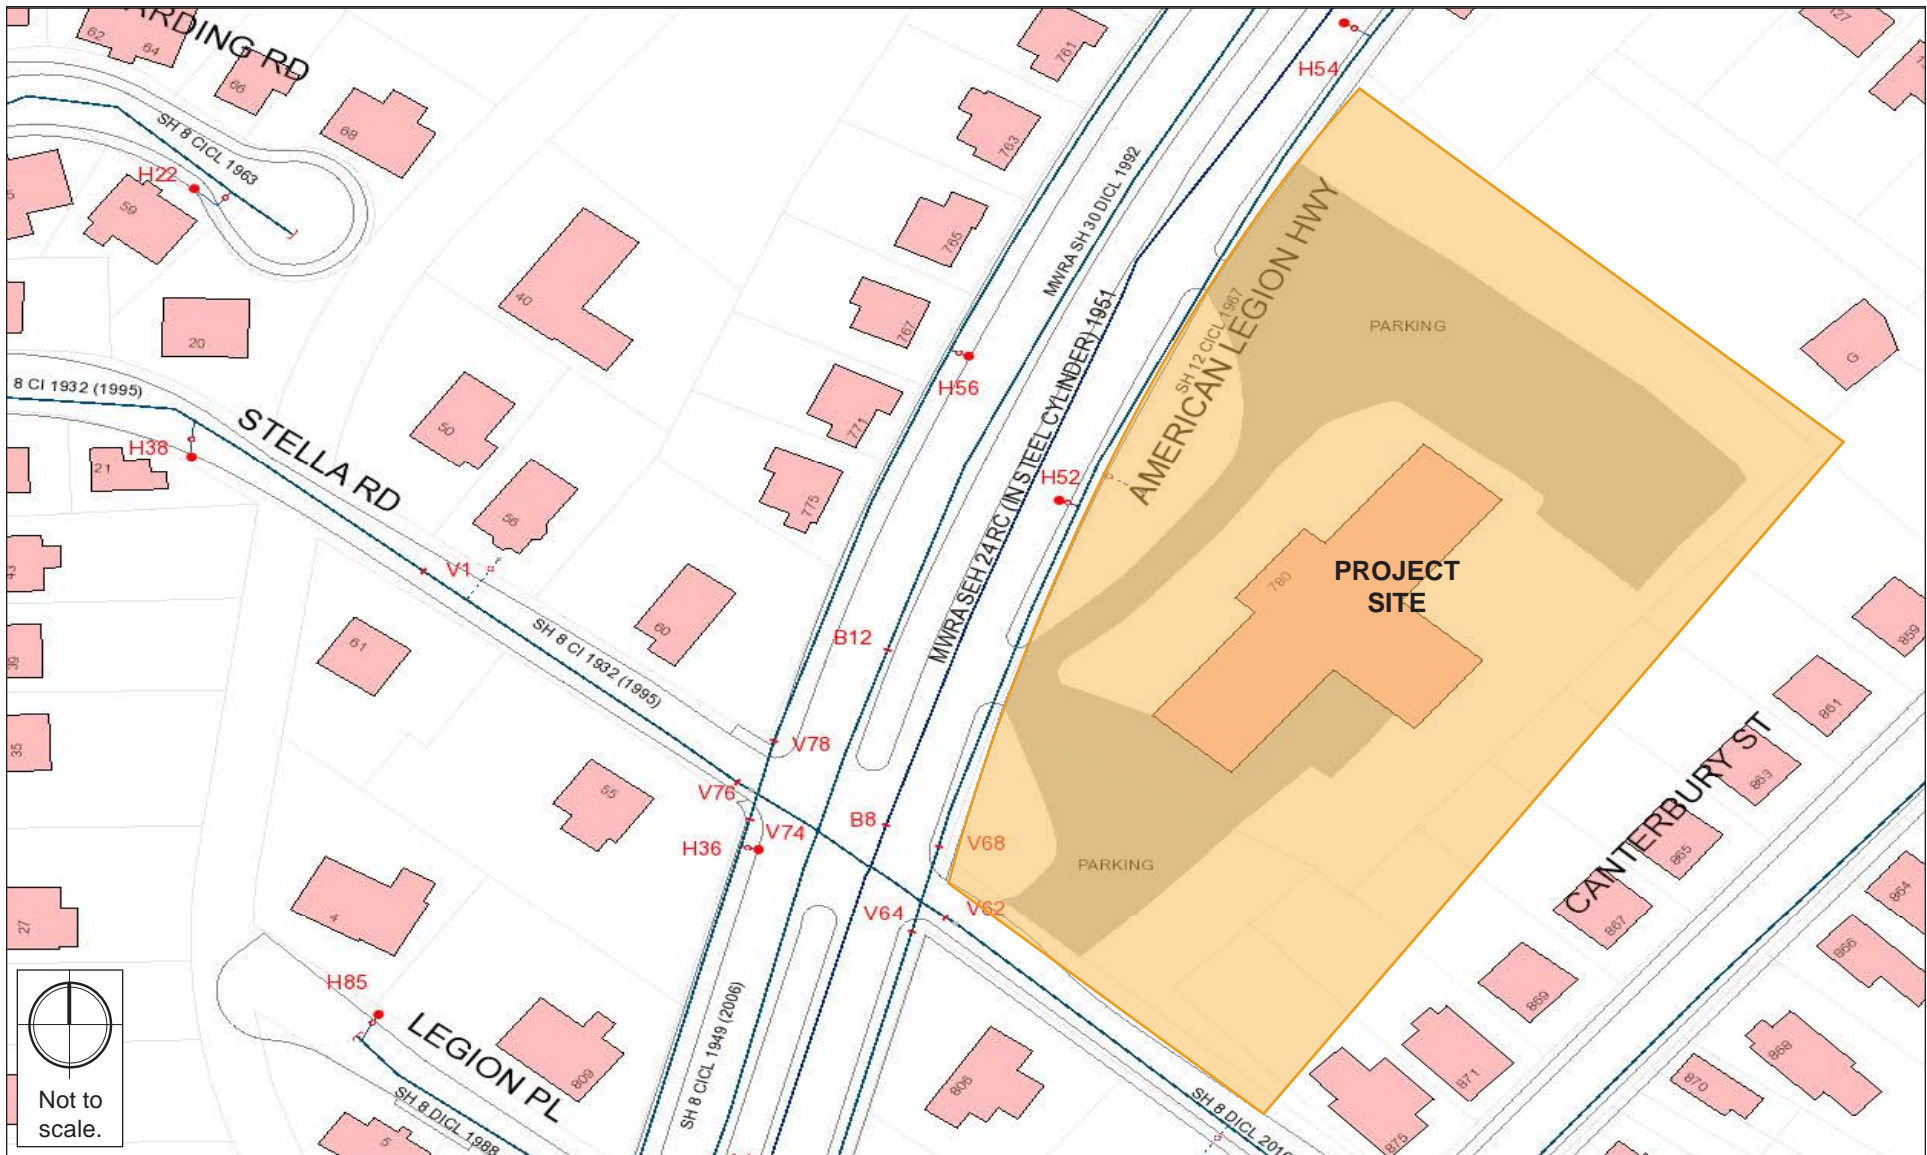 ARDING RD
62
64
66
68
SH 8 CICL 1963
H22
59
761
763
765
767
771
775
H54
127
MWRA SH 30 DICL 1992
MWRA SEH 24 RC (IN STEEL CYLINDER) 1951
SH 12 CICL 1967
AMERICAN LEGION HWY
PARKING
40
20
8 CI 1932 (1995)
H38
21
STELLA RD
50
56
H56
H52
G
V1
SH 8 CI 1932 (1995)
60
61
B12
780
PROJECT
SITE
43
39
35
27
859
861
863
865
867
869
871
875
CANTERBURY ST
V78
V76
V74
H36
B8
V68
V64
V62
PARKING
55
4
H85
LEGION PL
SH 8 DICL 1988
5
809
SH 8 CICL 1949 (2006)
806
SH 8 DICL 2010
864
866
868
870
Not to
scale.